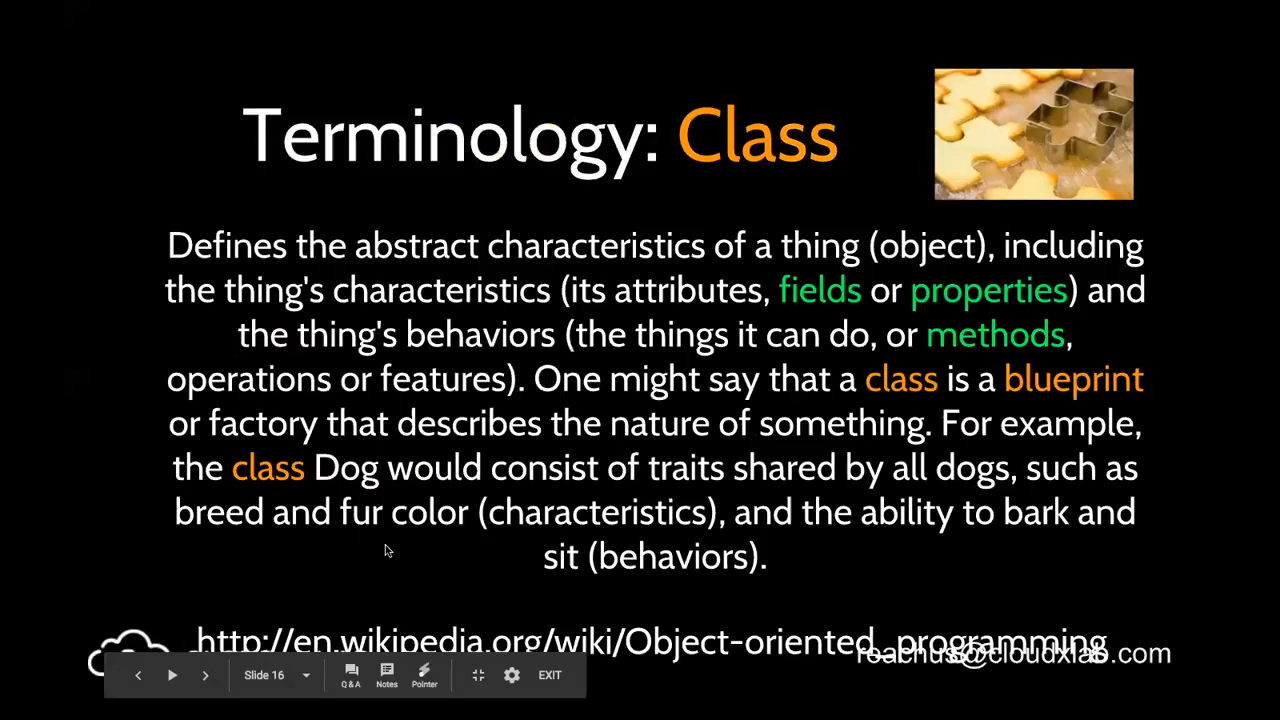 Terminology: Class
Defines the abstract characteristics of a thing (object), including
the thing's characteristics (its attributes, fields or properties) and
the thing's behaviors (the things it can do, or methods,
operations or features). One might say that a class is a blueprint
or factory that describes the nature of something. For example,
the class Dog would consist of traits shared by all dogs, such as
breed and fur color (characteristics), and the ability to bark and
sit (behaviors).
http://en.wikipedia.org/wiki/Object-oriented_programming
reachus@cloudxlab.com
Slide 16
Q & A
Notes
Pointer
EXIT